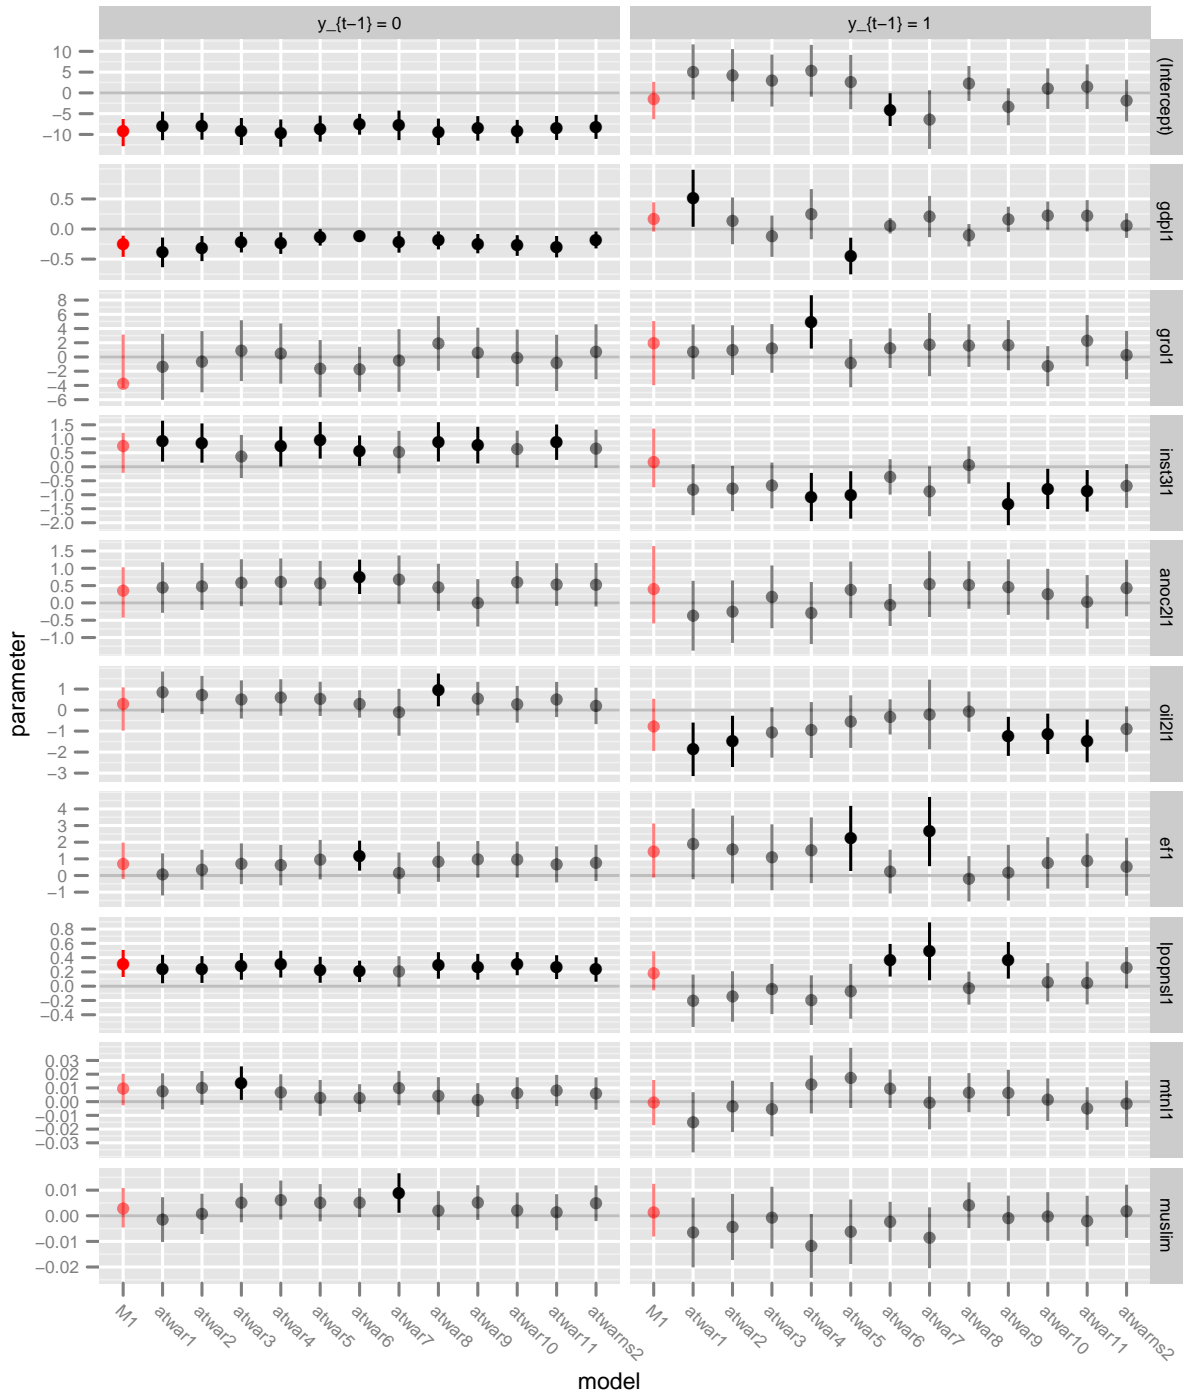 y_{t−1} = 0
y_{t−1} = 1
10
5
0
−5
−10
(Intercept)
0.5
0.0
−0.5
gdpl1
8
6
4
2
0
−2
−4
−6
grol1
1.5
1.0
0.5
0.0
−0.5
−1.0
−1.5
−2.0
inst3l1
1.5
1.0
0.5
0.0
−0.5
−1.0
anoc2l1
1
0
−1
−2
−3
oil2l1
4
3
2
1
0
−1
ef1
0.8
0.6
0.4
0.2
0.0
−0.2
−0.4
lpopnsl1
0.03
0.02
0.01
0.00
−0.01
−0.02
−0.03
mtnl1
0.01
0.00
−0.01
−0.02
muslim
parameter
M1
atwar1
atwar2
atwar3
atwar4
atwar5
atwar6
atwar7
atwar8
atwar9
atwar10
atwar11
atwarns2
M1
atwar1
atwar2
atwar3
atwar4
atwar5
atwar6
atwar7
atwar8
atwar9
atwar10
atwar11
atwarns2
model